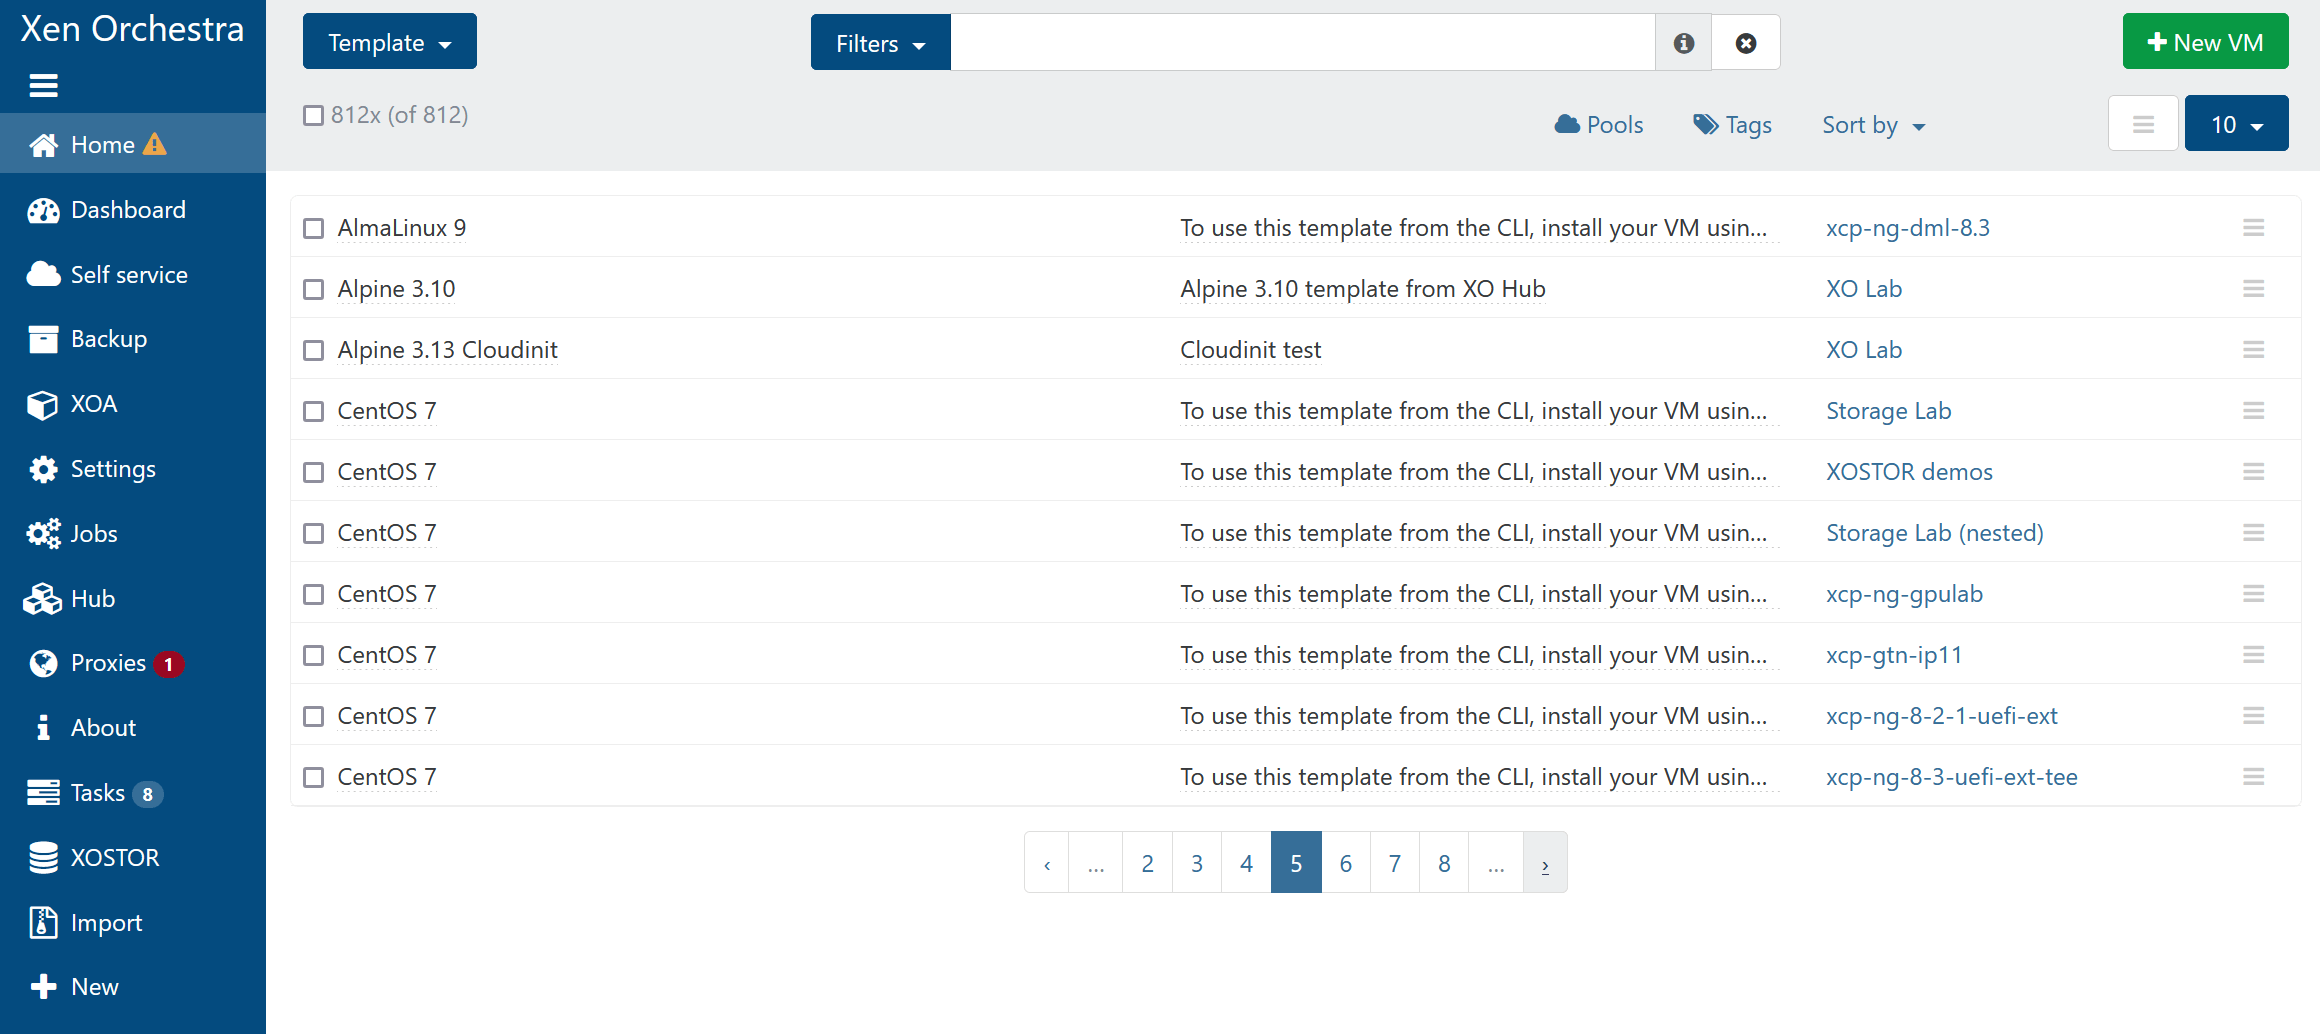 Xen Orchestra
Home
Dashboard
Self service
Backup
XOA
Settings
Jobs
Hub
Proxies 1
About
Tasks 8
XOSTOR
Import
New
Template
Filters
New VM
812x (of 812)
Pools
Tags
Sort by
10
AlmaLinux 9 To use this template from the CLI, install your VM usin... xcp-ng-dml-8.3
Alpine 3.10 Alpine 3.10 template from XO Hub XO Lab
Alpine 3.13 Cloudinit Cloudinit test XO Lab
CentOS 7 To use this template from the CLI, install your VM usin... Storage Lab
CentOS 7 To use this template from the CLI, install your VM usin... XOSTOR demos
CentOS 7 To use this template from the CLI, install your VM usin... Storage Lab (nested)
CentOS 7 To use this template from the CLI, install your VM usin... xcp-ng-gpulab
CentOS 7 To use this template from the CLI, install your VM usin... xcp-gtn-ip11
CentOS 7 To use this template from the CLI, install your VM usin... xcp-ng-8-2-1-uefi-ext
CentOS 7 To use this template from the CLI, install your VM usin... xcp-ng-8-3-uefi-ext-tee
‹ ... 2 3 4 5 6 7 8 ... ›